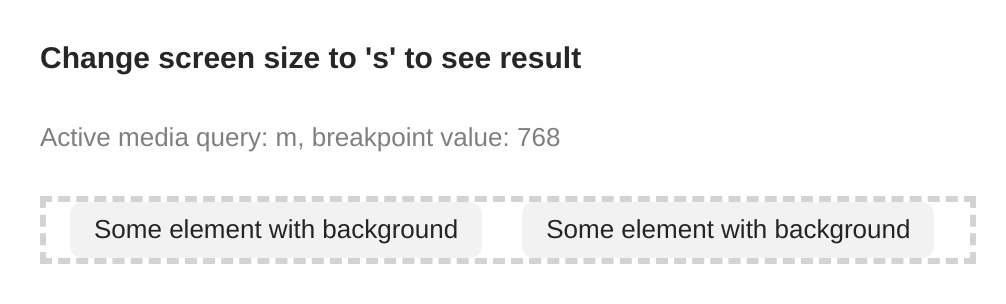 Change screen size to 's' to see result
Active media query: m, breakpoint value: 768
Some element with background
Some element with background